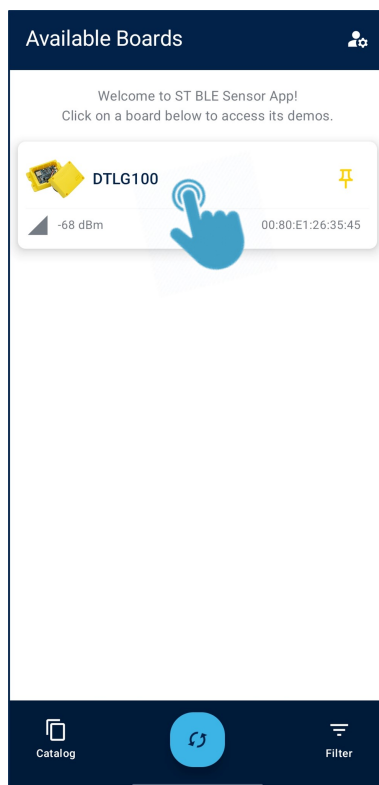 Available Boards
Welcome to ST BLE Sensor App!
Click on a board below to access its demos.
DTLG100
-68 dBm
00:80:E1:26:35:45
Catalog
Filter